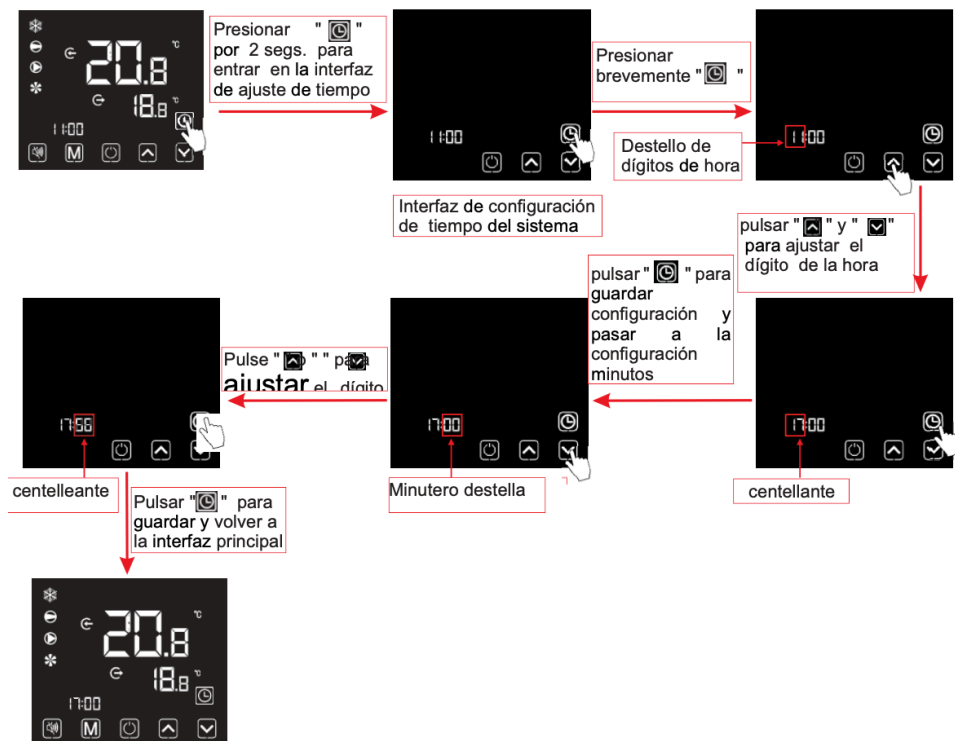 20.8 °C
18.8 °C
11:00
M
Presionar " "
por 2 segs. para
entrar en la interfaz
de ajuste de tiempo
11:00
Interfaz de configuración
de tiempo del sistema
Presionar
brevemente " "
11:00
Destello de
dígitos de hora
pulsar " " y " "
para ajustar el
dígito de la hora
17:00
centellante
pulsar " " para
guardar
configuración y
pasar a la
configuración
minutos
17:00
Minutero destella
Pulse " " " para
ajustar el dígito
17:56
centelleante
Pulsar " " para
guardar y volver a
la interfaz principal
20.8 °C
18.8 °C
17:00
M